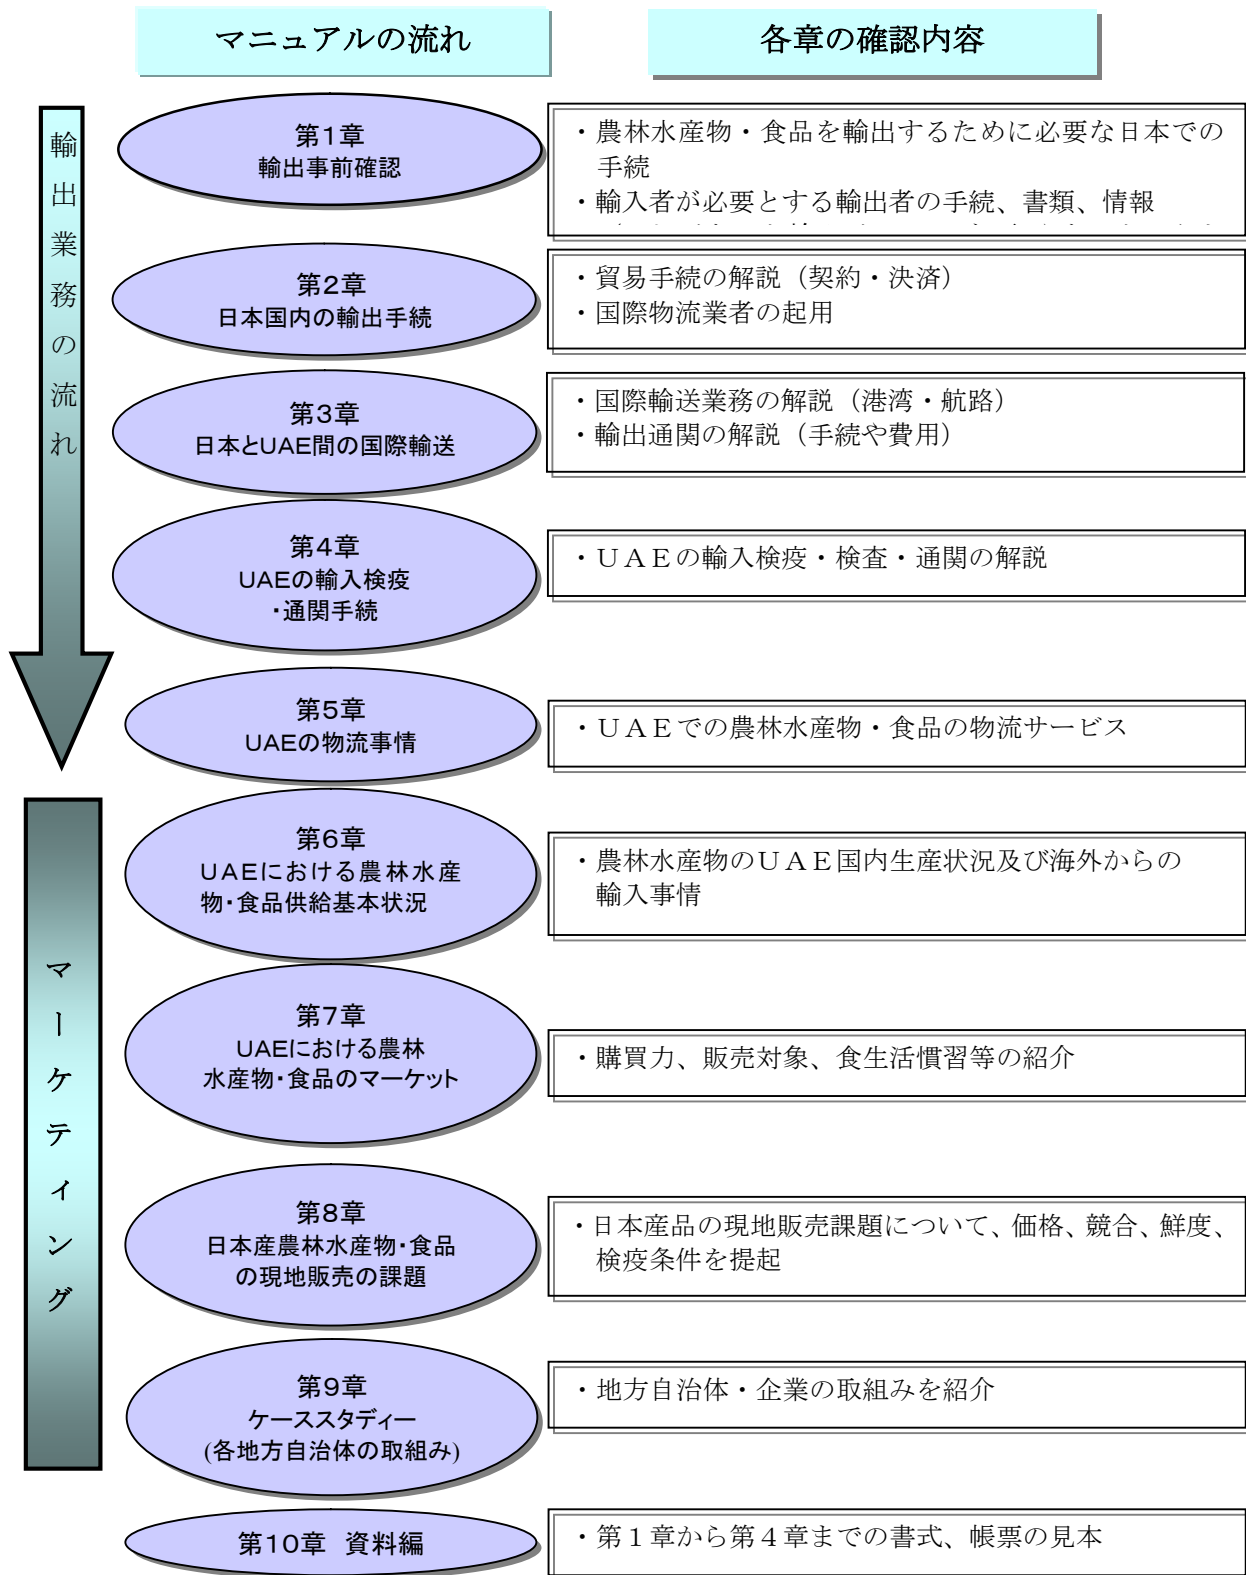 マニュアルの流れ
各章の確認内容
輸出業務の流れ
第1章
輸出事前確認
・農林水産物・食品を輸出するために必要な日本での
手続
・輸入者が必要とする輸出者の手続、書類、情報
第2章
日本国内の輸出手続
・貿易手続の解説（契約・決済）
・国際物流業者の起用
第3章
日本とUAE間の国際輸送
・国際輸送業務の解説（港湾・航路）
・輸出通関の解説（手続や費用）
第4章
UAEの輸入検疫
・通関手続
・ＵＡＥの輸入検疫・検査・通関の解説
第5章
UAEの物流事情
・ＵＡＥでの農林水産物・食品の物流サービス
マーケティング
第6章
UAEにおける農林水産
物・食品供給基本状況
・農林水産物のＵＡＥ国内生産状況及び海外からの
輸入事情
第7章
UAEにおける農林
水産物・食品のマーケット
・購買力、販売対象、食生活慣習等の紹介
第8章
日本産農林水産物・食品
の現地販売の課題
・日本産品の現地販売課題について、価格、競合、鮮度、
検疫条件を提起
第9章
ケーススタディー
(各地方自治体の取組み)
・地方自治体・企業の取組みを紹介
第10章 資料編
・第１章から第４章までの書式、帳票の見本